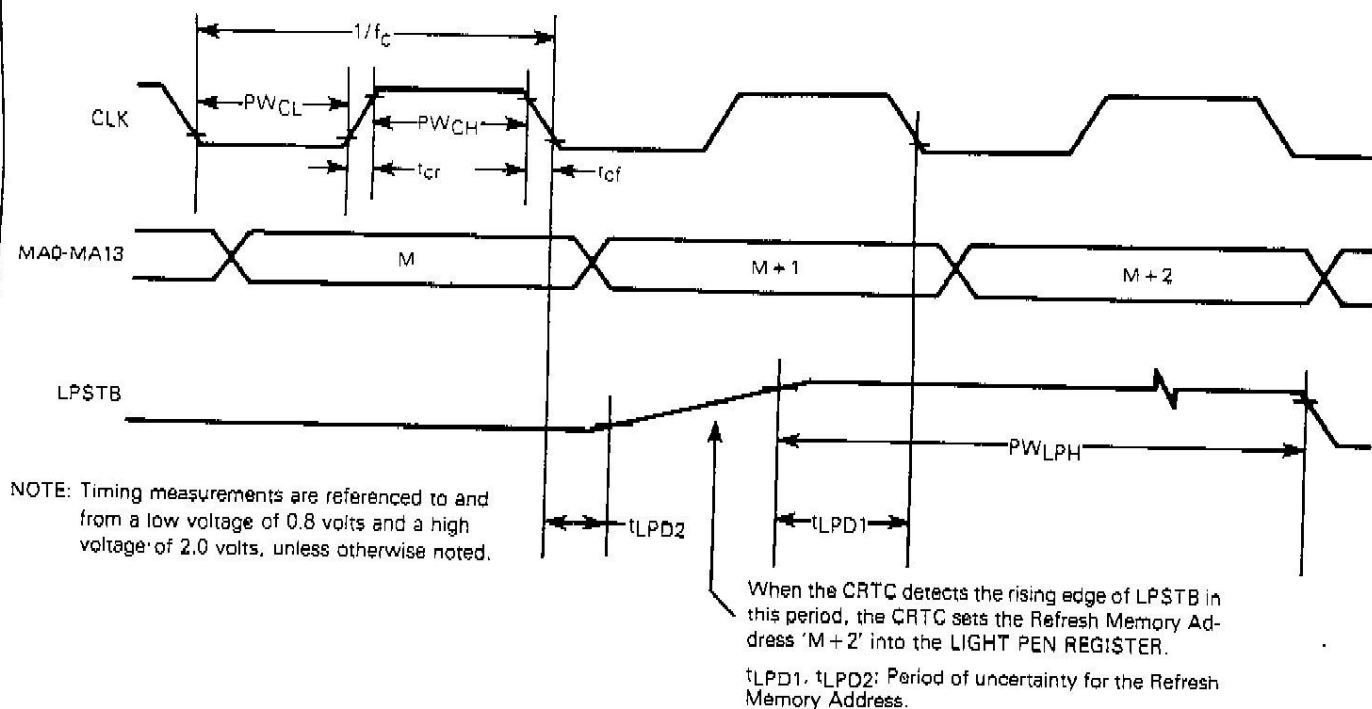 1/fC
CLK
PWCL
PWCH
tcr
tcf
MA0-MA13
M
M + 1
M + 2
LPSTB
PWLPH
tLPD2
tLPD1
NOTE: Timing measurements are referenced to and
from a low voltage of 0.8 volts and a high
voltage of 2.0 volts, unless otherwise noted.
When the CRTC detects the rising edge of LPSTB in
this period, the CRTC sets the Refresh Memory Ad-
dress 'M + 2' into the LIGHT PEN REGISTER.
tLPD1, tLPD2: Period of uncertainty for the Refresh
Memory Address.